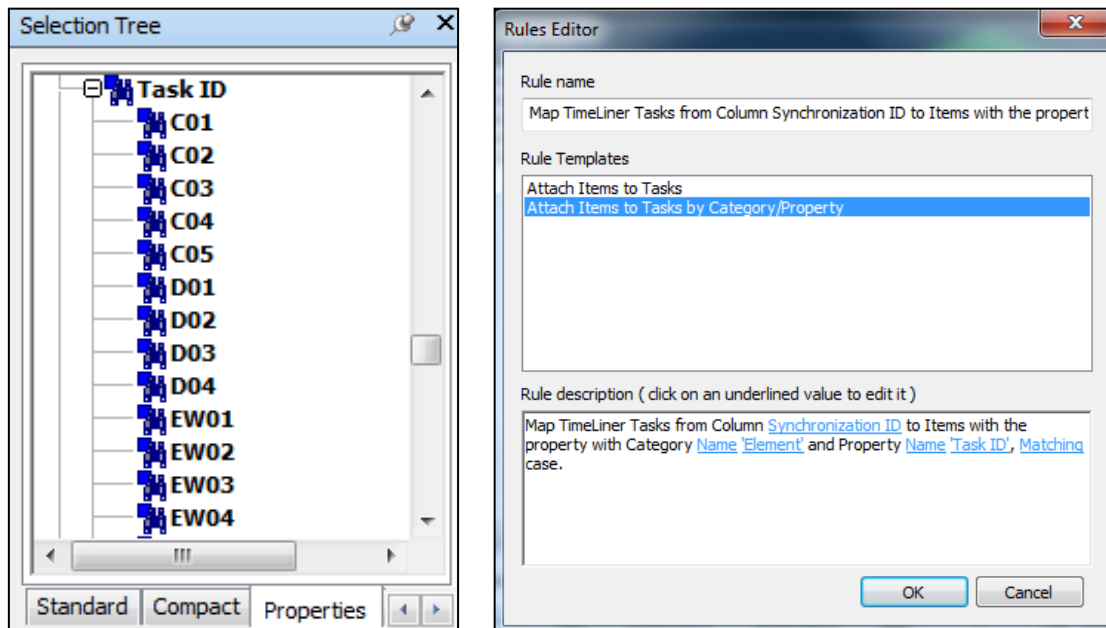 Selection Tree
Task ID
C01
C02
C03
C04
C05
D01
D02
D03
D04
EW01
EW02
EW03
EW04
Standard Compact Properties
Rules Editor
Rule name
Map TimeLiner Tasks from Column Synchronization ID to Items with the propert
Rule Templates
Attach Items to Tasks
Attach Items to Tasks by Category/Property
Rule description ( click on an underlined value to edit it )
Map TimeLiner Tasks from Column Synchronization ID to Items with the
property with Category Name 'Element' and Property Name 'Task ID', Matching
case.
OK Cancel